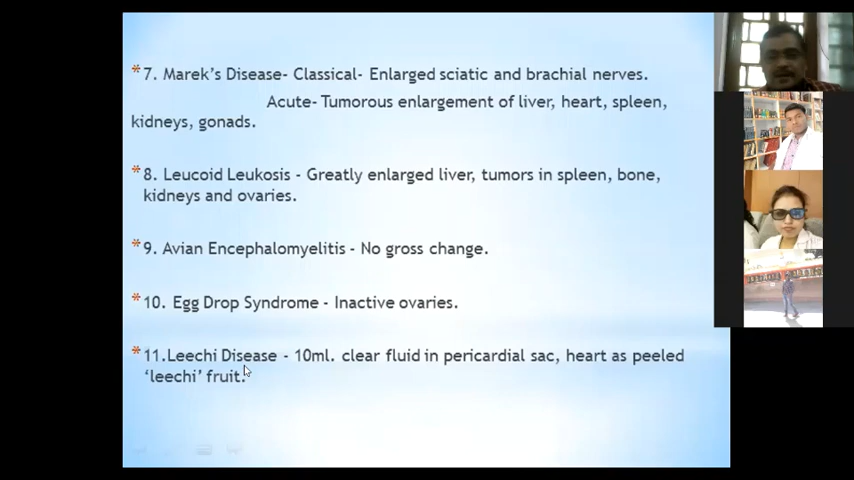 *7. Marek's Disease- Classical- Enlarged sciatic and brachial nerves.
Acute- Tumorous enlargement of liver, heart, spleen,
kidneys, gonads.
*8. Leucoid Leukosis - Greatly enlarged liver, tumors in spleen, bone,
kidneys and ovaries.
*9. Avian Encephalomyelitis - No gross change.
*10. Egg Drop Syndrome - Inactive ovaries.
*11.Leechi Disease - 10ml. clear fluid in pericardial sac, heart as peeled
‘leechi’ fruit.